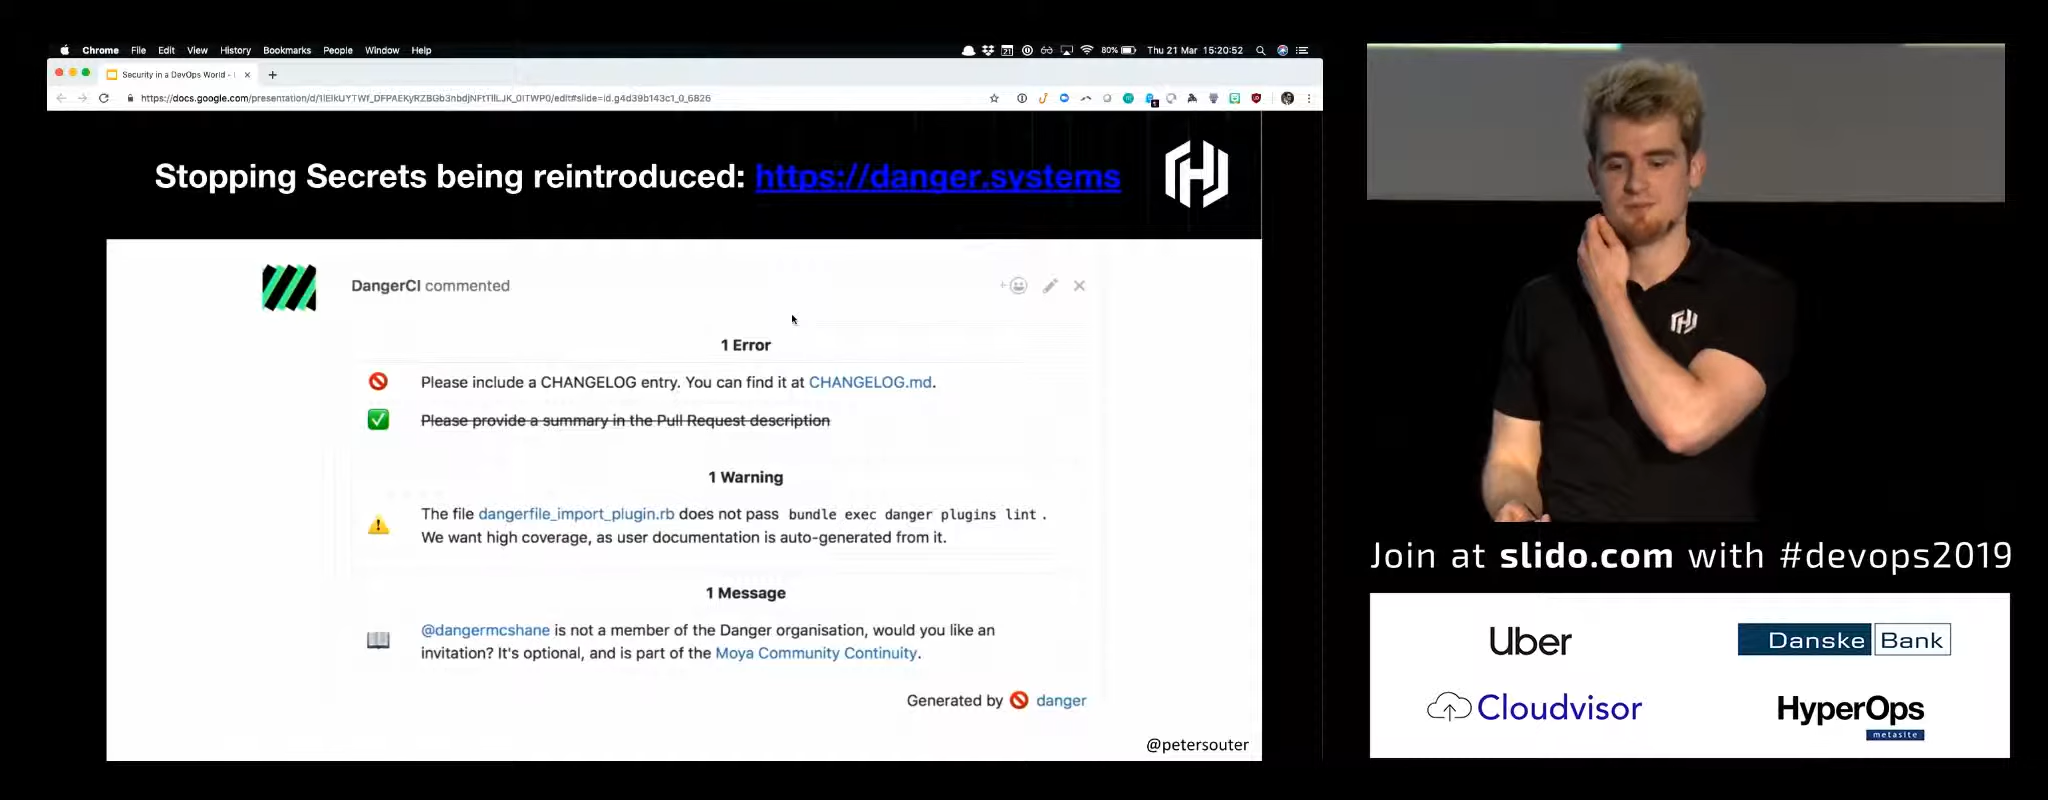 Chrome File Edit View History Bookmarks People Window Help
80% Thu 21 Mar 15:20:52
Security in a DevOps World -
Stopping Secrets being reintroduced: https://danger.systems
DangerCI commented
1 Error
Please include a CHANGELOG entry. You can find it at CHANGELOG.md.
Please provide a summary in the Pull Request description
1 Warning
The file dangerfile_import_plugin.rb does not pass bundle exec danger plugins lint.
We want high coverage, as user documentation is auto-generated from it.
1 Message
@dangermcshane is not a member of the Danger organisation, would you like an
invitation? It's optional, and is part of the Moya Community Continuity.
Generated by danger
@petersouter
Join at slido.com with #devops2019
Uber
Danske Bank
Cloudvisor
HyperOps
metasite